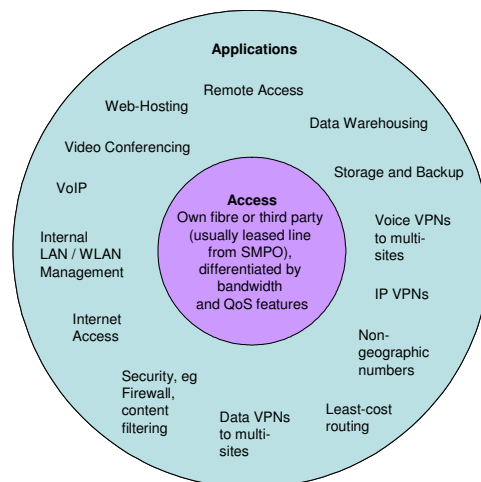 Applications
Remote Access
Web-Hosting
Data Warehousing
Video Conferencing
Storage and Backup
VoIP
Access
Own fibre or third party
(usually leased line
from SMPO),
differentiated by
bandwidth
and QoS features
Voice VPNs
to multi-
sites
Internal
LAN / WLAN
Management
IP VPNs
Internet
Access
Non-
geographic
numbers
Security, eg
Firewall,
content
filtering
Data VPNs
to multi-
sites
Least-cost
routing